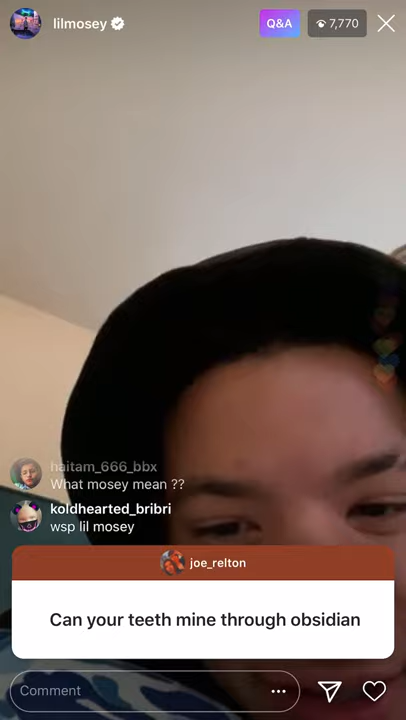 lilmosey
Q&A
7,770
haitam_666_bbx
What mosey mean ??
koldhearted_bribri
wsp lil mosey
joe_relton
Can your teeth mine through obsidian
Comment